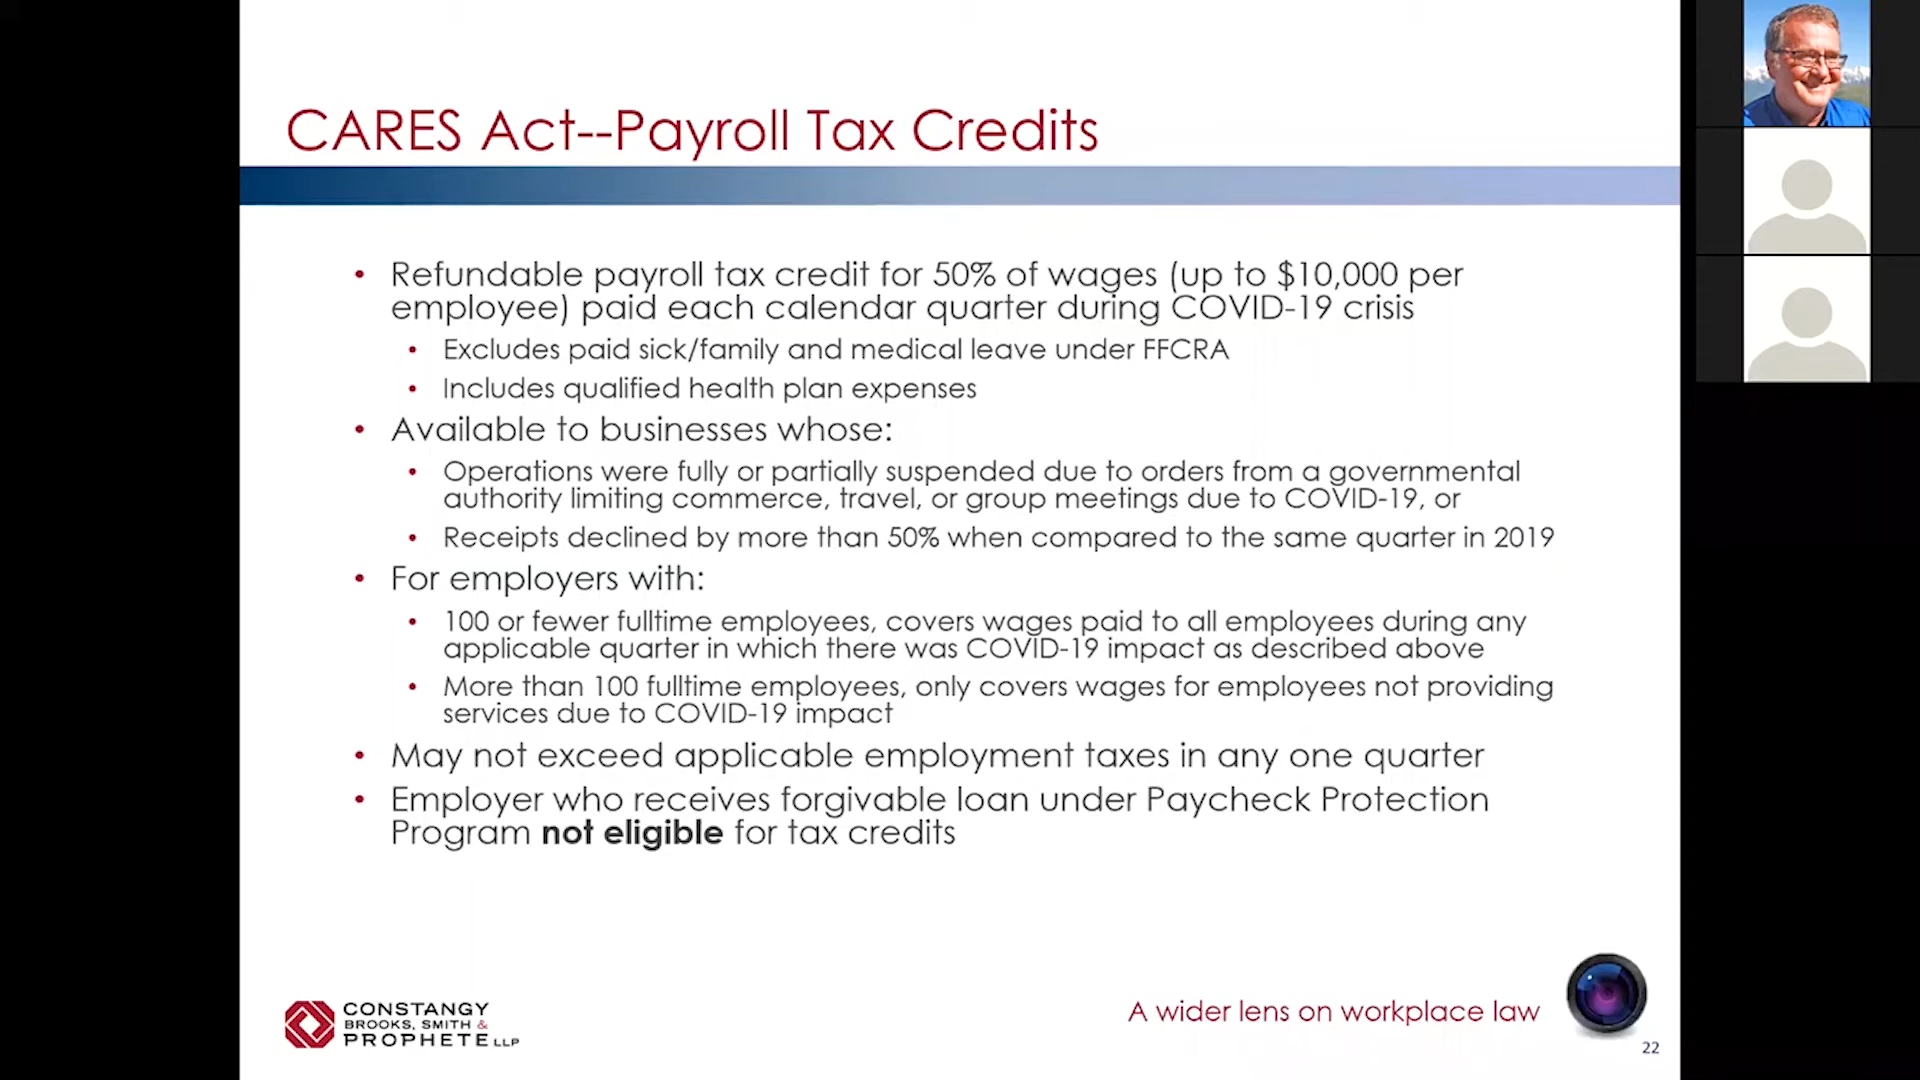 CARES Act--Payroll Tax Credits
• Refundable payroll tax credit for 50% of wages (up to $10,000 per
employee) paid each calendar quarter during COVID-19 crisis
• Excludes paid sick/family and medical leave under FFCRA
• Includes qualified health plan expenses
• Available to businesses whose:
• Operations were fully or partially suspended due to orders from a governmental
authority limiting commerce, travel, or group meetings due to COVID-19, or
• Receipts declined by more than 50% when compared to the same quarter in 2019
• For employers with:
• 100 or fewer fulltime employees, covers wages paid to all employees during any
applicable quarter in which there was COVID-19 impact as described above
• More than 100 fulltime employees, only covers wages for employees not providing
services due to COVID-19 impact
• May not exceed applicable employment taxes in any one quarter
• Employer who receives forgivable loan under Paycheck Protection
Program not eligible for tax credits
CONSTANGY
BROOKS, SMITH &
PROPHETE LLP
A wider lens on workplace law
22